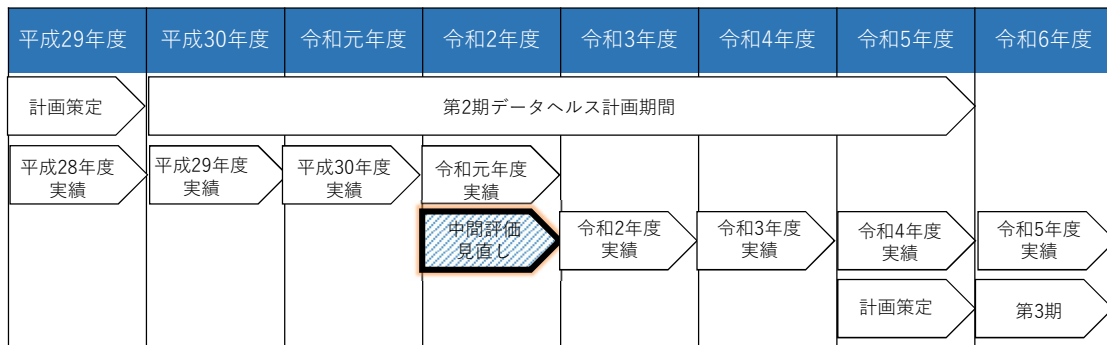 平成29年度 平成30年度 令和元年度 令和2年度 令和3年度 令和4年度 令和5年度 令和6年度
計画策定 第2期データヘルス計画期間
平成28年度
実績
平成29年度
実績
平成30年度
実績
令和元年度
実績
中間評価
見直し
令和2年度
実績
令和3年度
実績
令和4年度
実績
令和5年度
実績
計画策定 第3期